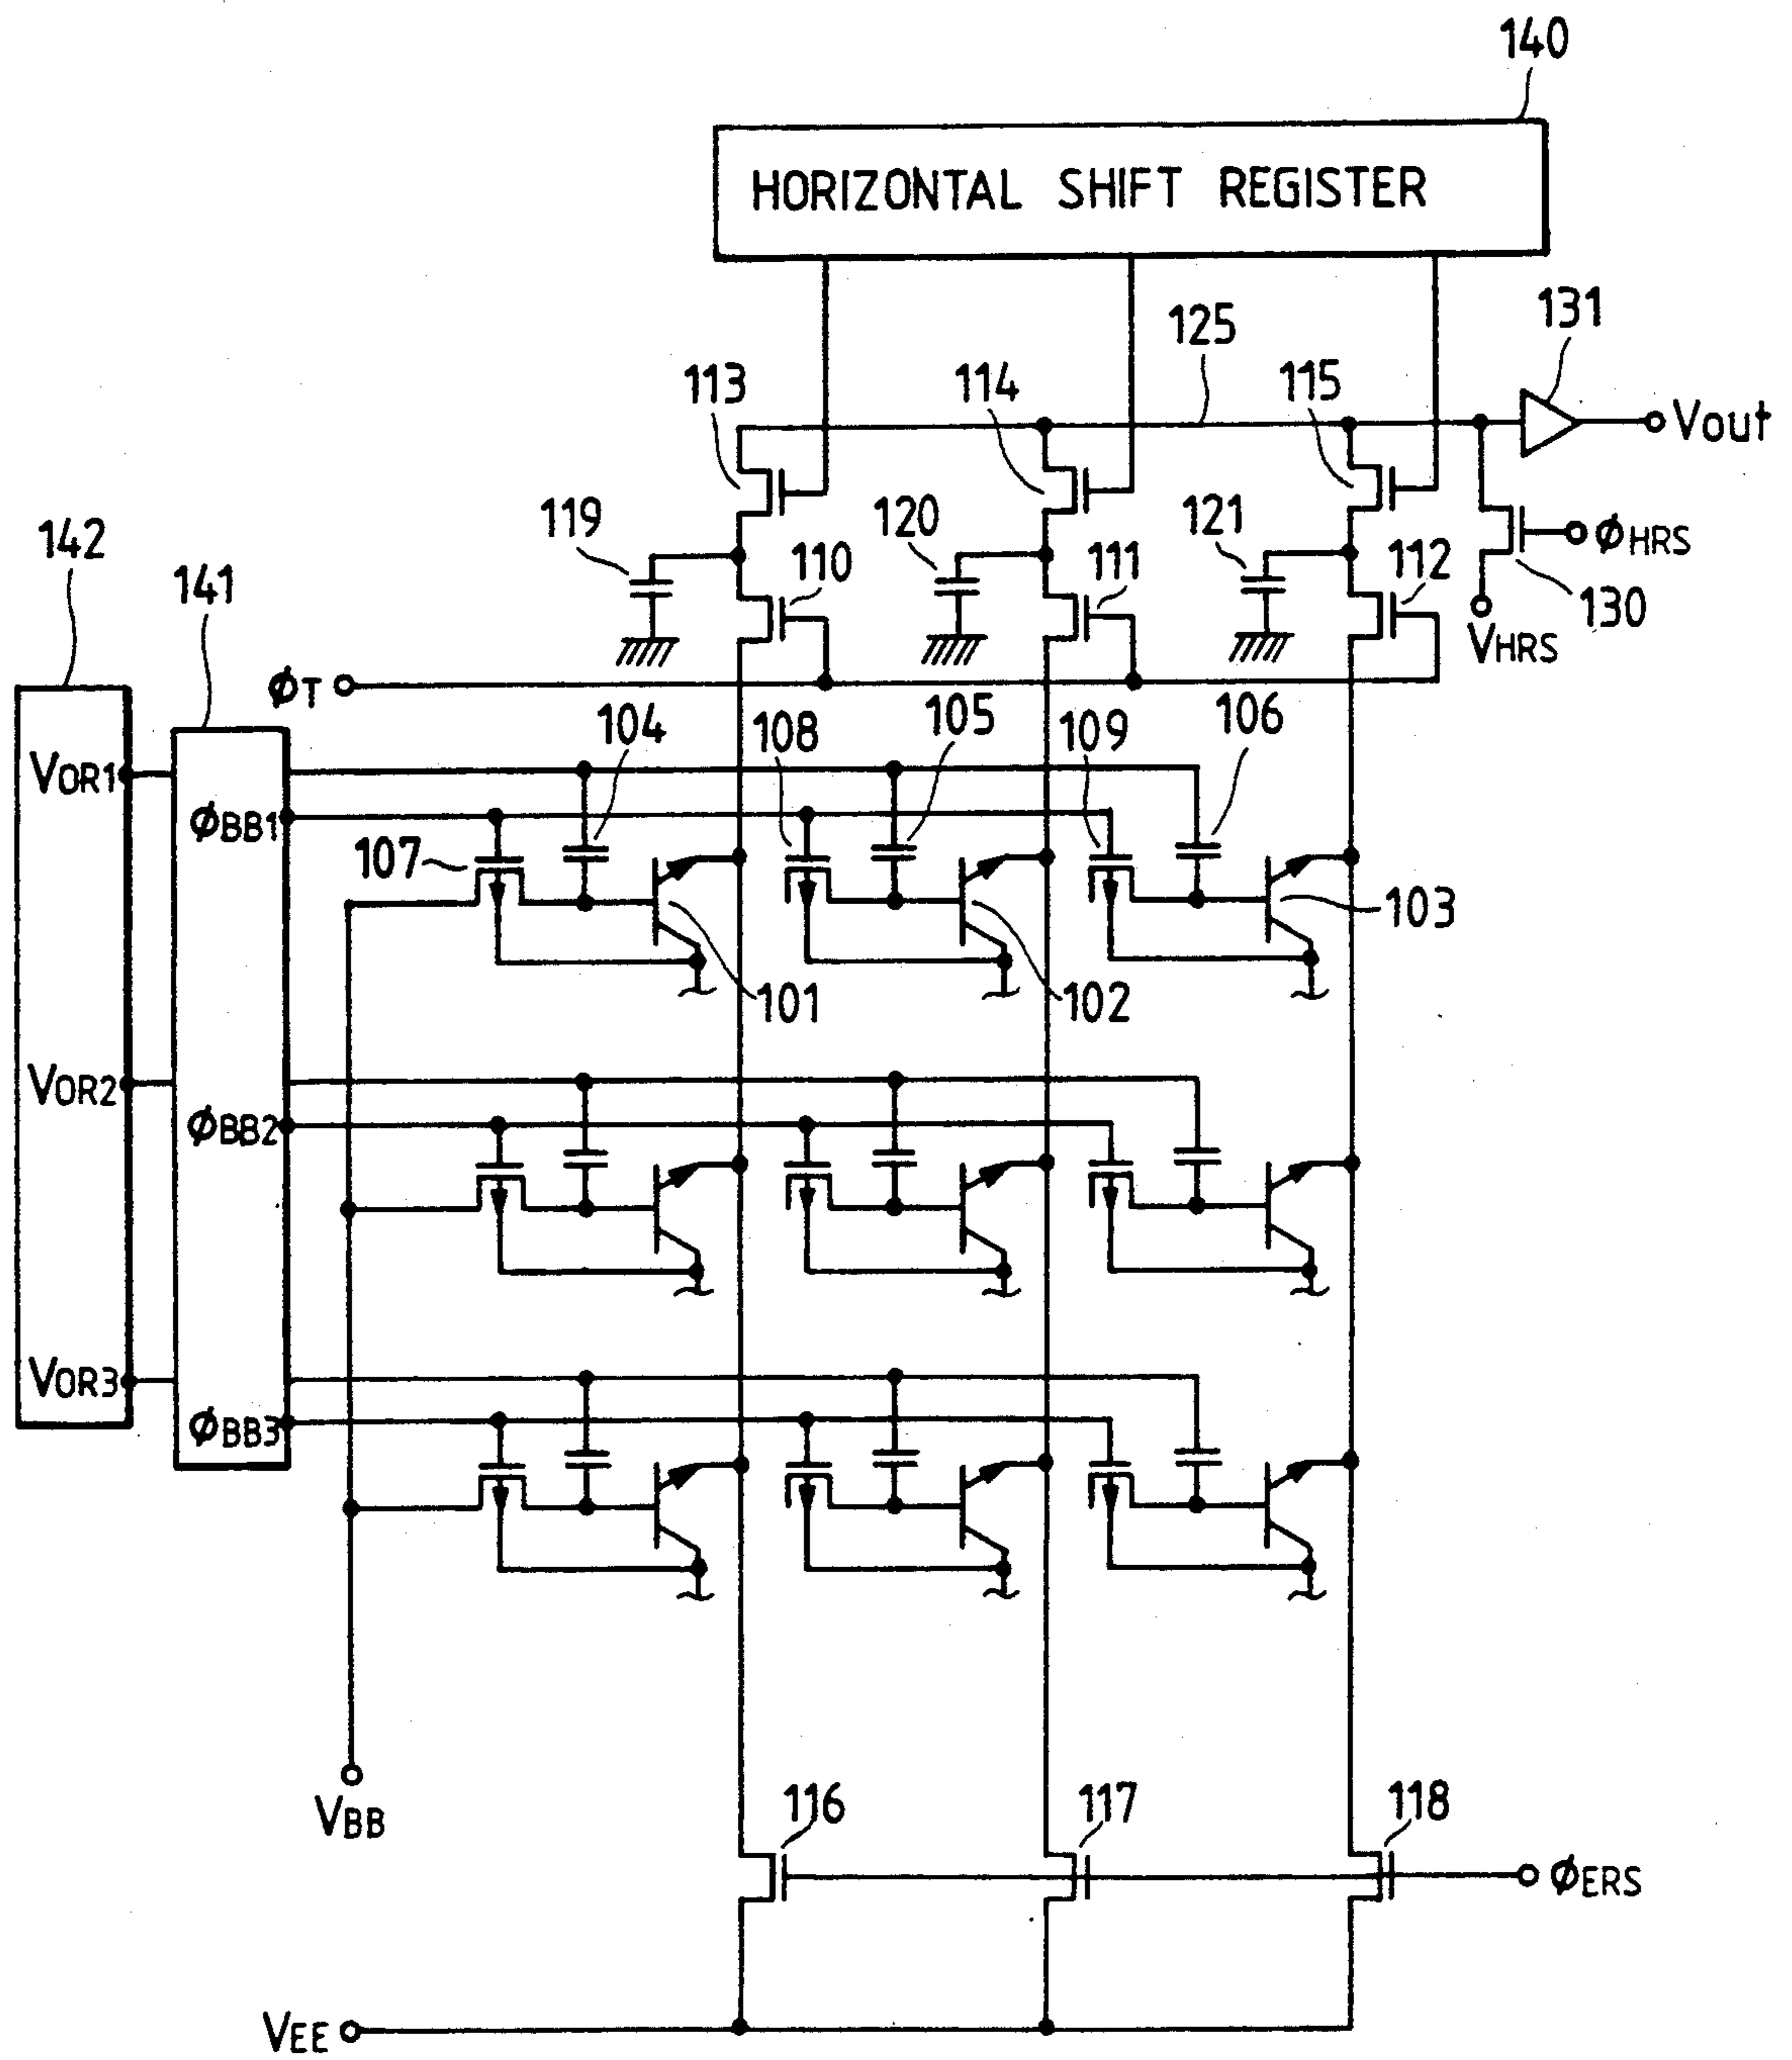 140
HORIZONTAL SHIFT REGISTER
131
125
113
114
115
Vout
119
120
121
ϕHRS
142
110
111
112
130
141
VHRS
ϕT
104
108
105
109
106
VOR1
ϕBB1
107
103
101
102
VOR2
ϕBB2
VOR3
ϕBB3
VBB
116
117
118
ϕERS
VEE